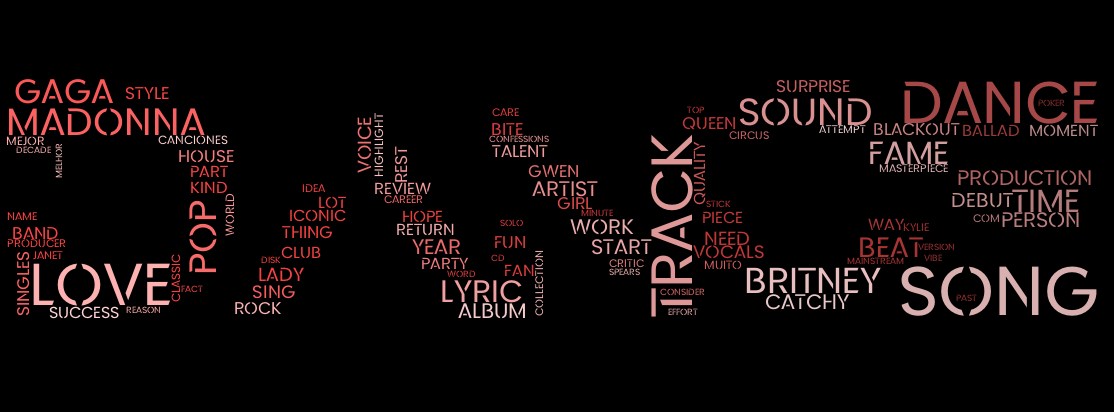 GAGA STYLE
MADONNA
MEJOR
DECADE
MELHOR
CANCIONES
HOUSE
PART
KIND
WORLD
POP
NAME
BAND
PRODUCER
JANET
SINGLES
LOVE
CLASSIC
FACT
SUCCESS REASON
IDEA
LOT
ICONIC
THING
CLUB
DISK
LADY
SING
ROCK
VOICE
HIGHLIGHT
REST
REVIEW
CAREER
HOPE
RETURN
YEAR
PARTY
WORD
LYRIC
ALBUM
COLLECTION
CARE
BITE
CONFESSIONS
TALENT
GWEN
ARTIST
GIRL
MINUTE
SOLO
FUN
CD
FAN
WORK
START
CRITIC
SPEARS
TRACK
TOP
QUEEN
CIRCUS
QUALITY
STICK
PIECE
NEED
VOCALS
MUITO
CONSIDER
EFFORT
SURPRISE
SOUND
ATTEMPT
DANCE
POKER
BLACKOUT BALLAD MOMENT
FAME
MASTERPIECE
PRODUCTION
DEBUT TIME
COM PERSON
WAY KYLIE
BEAT VERSION
MAINSTREAM VIBE
BRITNEY
CATCHY
SONG
PAST